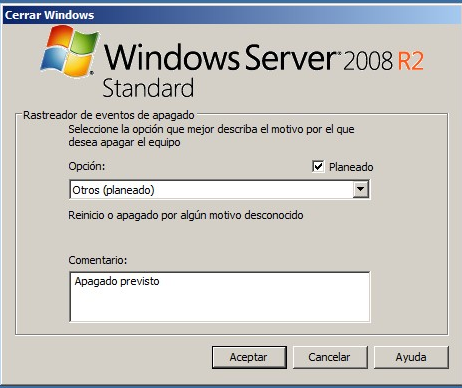 Cerrar Windows
Windows Server 2008 R2
Standard
Rastreador de eventos de apagado
Seleccione la opción que mejor describa el motivo por el que
desea apagar el equipo
Opción:
Planeado
Otros (planeado)
Reinicio o apagado por algún motivo desconocido
Comentario:
Apagado previsto
Aceptar
Cancelar
Ayuda